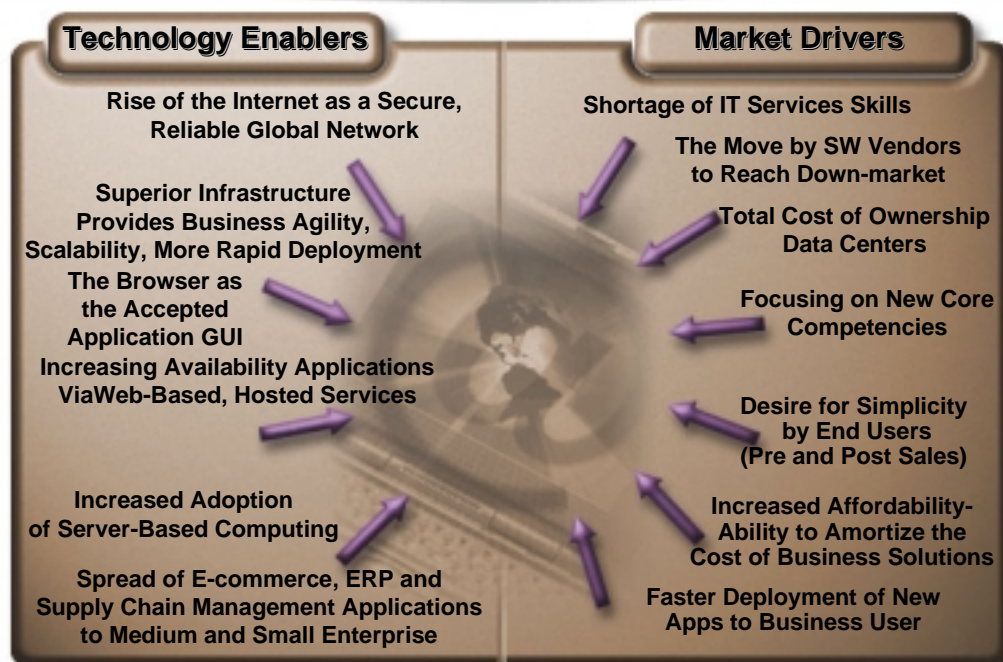 Technology Enablers
Rise of the Internet as a Secure,
Reliable Global Network
Superior Infrastructure
Provides Business Agility,
Scalability, More Rapid Deployment
The Browser as
the Accepted
Application GUI
Increasing Availability Applications
ViaWeb-Based, Hosted Services
Increased Adoption
of Server-Based Computing
Spread of E-commerce, ERP and
Supply Chain Management Applications
to Medium and Small Enterprise
Market Drivers
Shortage of IT Services Skills
The Move by SW Vendors
to Reach Down-market
Total Cost of Ownership
Data Centers
Focusing on New Core
Competencies
Desire for Simplicity
by End Users
(Pre and Post Sales)
Increased Affordability-
Ability to Amortize the
Cost of Business Solutions
Faster Deployment of New
Apps to Business User